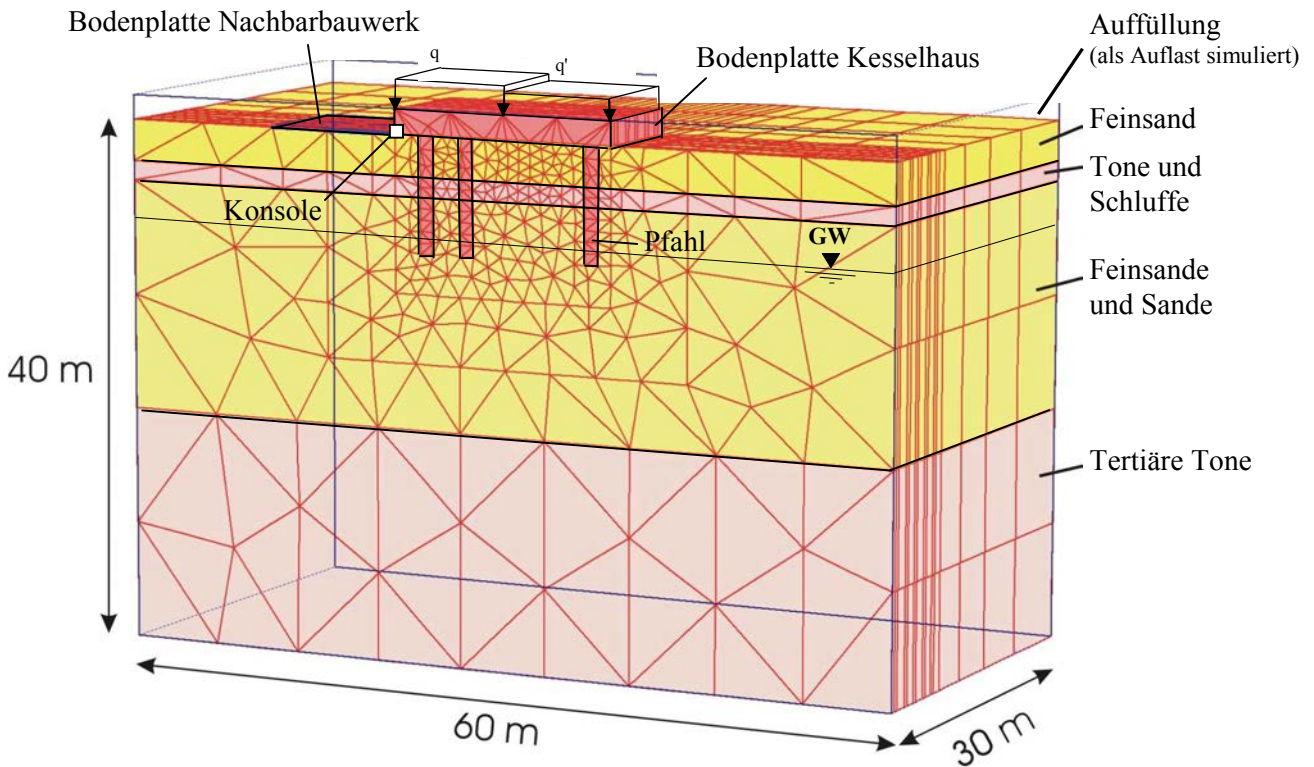 Bodenplatte Nachbarbauwerk
q
q'
Bodenplatte Kesselhaus
Auffüllung
(als Auflast simuliert)
Feinsand
Tone und
Schluffe
Konsole
Pfahl
GW
Feinsande
und Sande
40 m
Tertiäre Tone
60 m
30 m